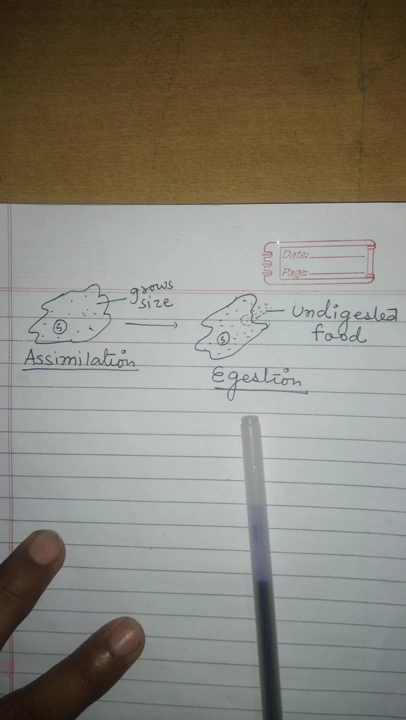 Date:
Page:
grows
size
Undigested
food
Assimilation
Egestion